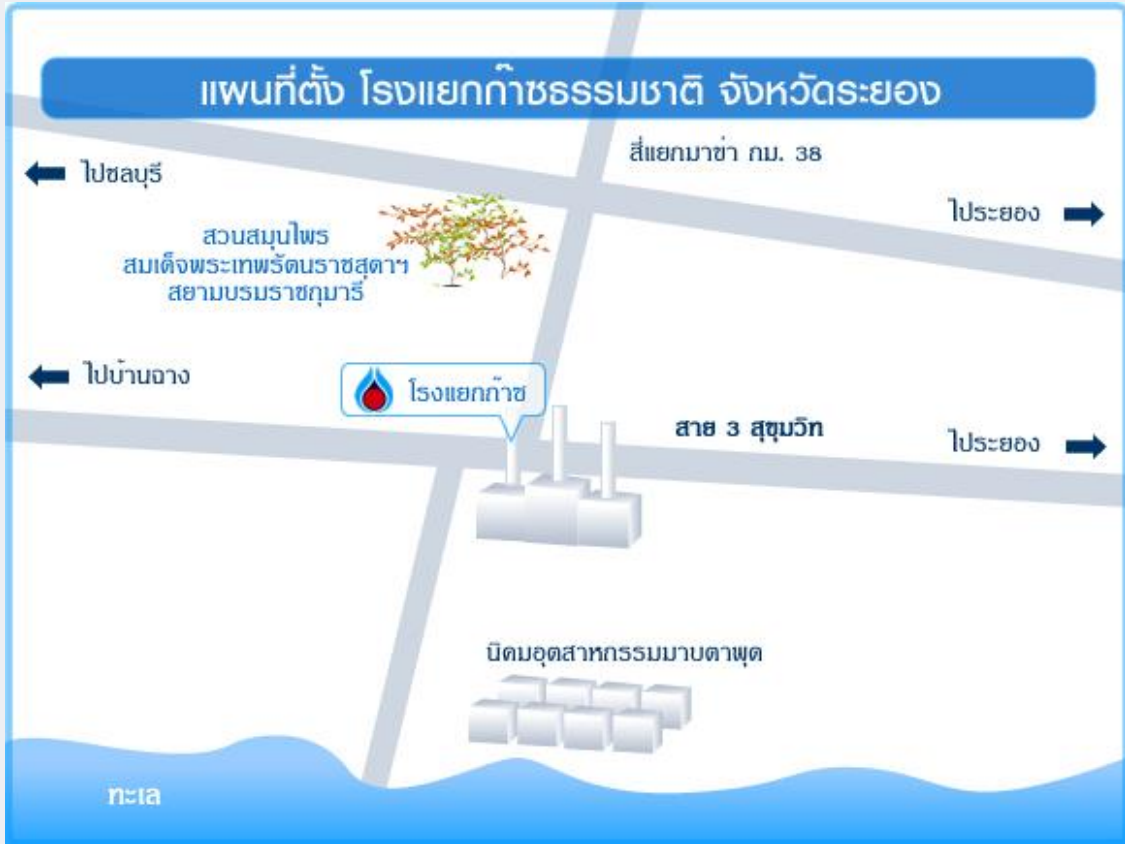 แผนที่ตั้ง โรงแยกก๊าซธรรมชาติ จังหวัดระยอง
สี่แยกมาข่า กม. 38
ไปชลบุรี
ไประยอง
สวนสมุนไพร
สมเด็จพระเทพรัตนราชสุดาฯ
สยามบรมราชกุมารี
ไปบ้านฉาง
โรงแยกก๊าซ
สาย 3 สุขุมวิท
ไประยอง
นิคมอุตสาหกรรมมาบตาพุด
ทะเล